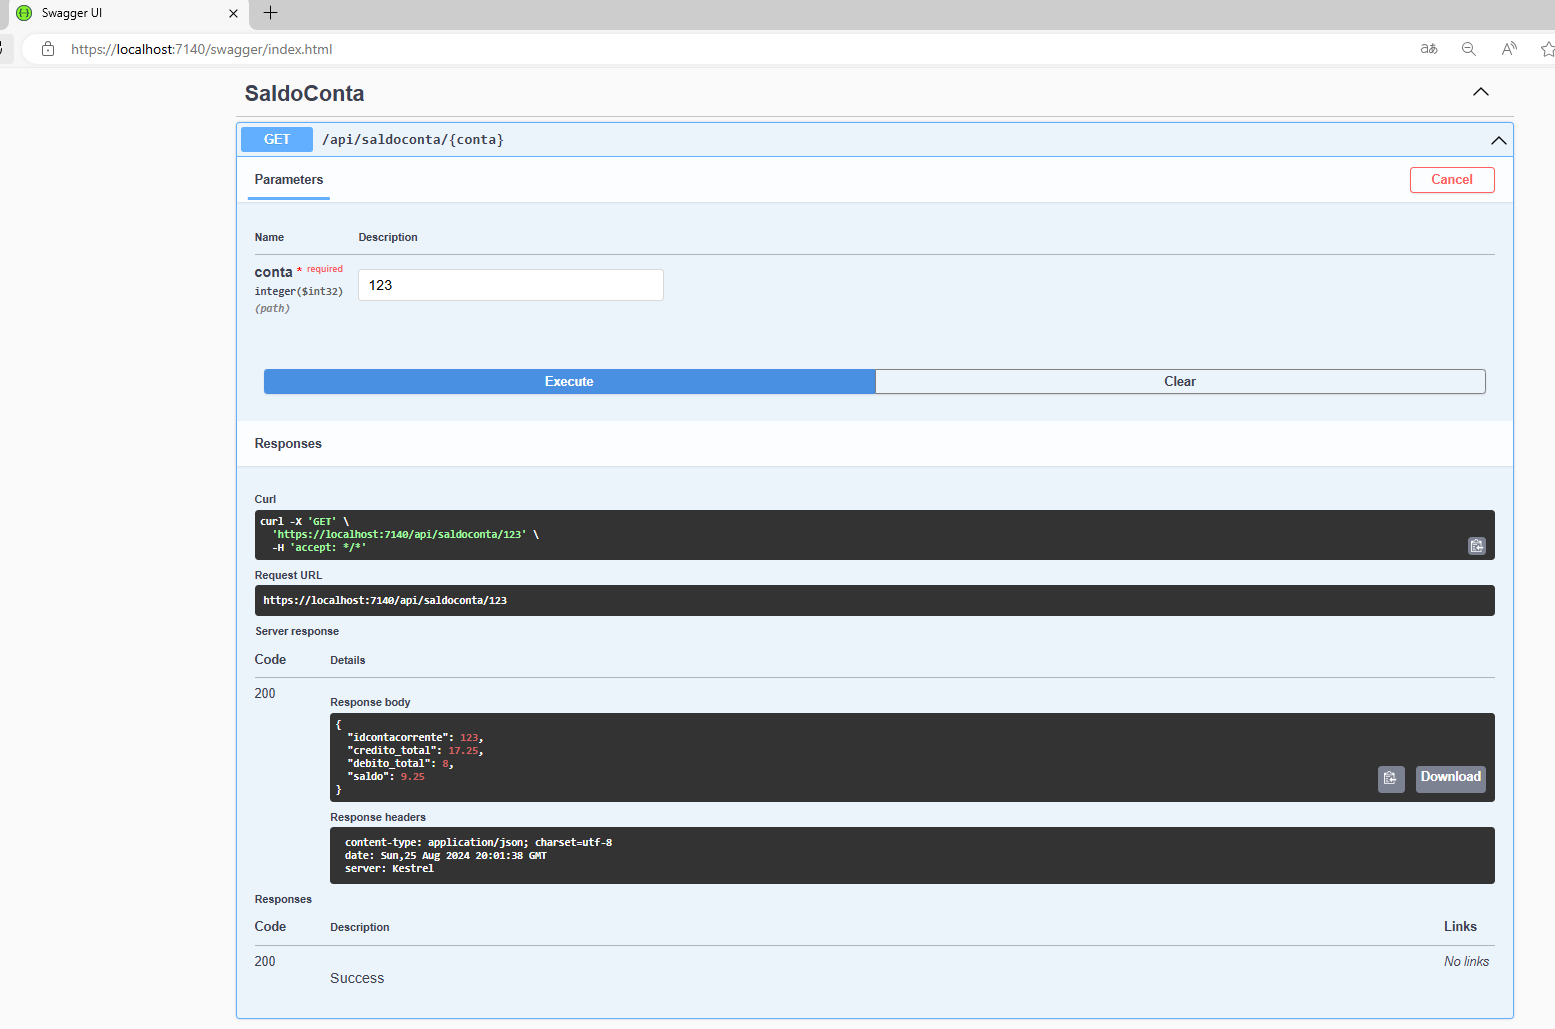 Swagger UI
https://localhost:7140/swagger/index.html
SaldoConta
GET /api/saldoconta/{conta}
Parameters
Cancel
Name Description
conta * required
integer($int32)
(path)
123
Execute Clear
Responses
Curl
curl -X 'GET' \
'https://localhost:7140/api/saldoconta/123' \
-H 'accept: */*'
Request URL
https://localhost:7140/api/saldoconta/123
Server response
Code Details
200
Response body
{
"idcontacorrente": 123,
"credito_total": 17.25,
"debito_total": 8,
"saldo": 9.25
}
Download
Response headers
content-type: application/json; charset=utf-8
date: Sun,25 Aug 2024 20:01:38 GMT
server: Kestrel
Responses
Code Description Links
200
Success
No links